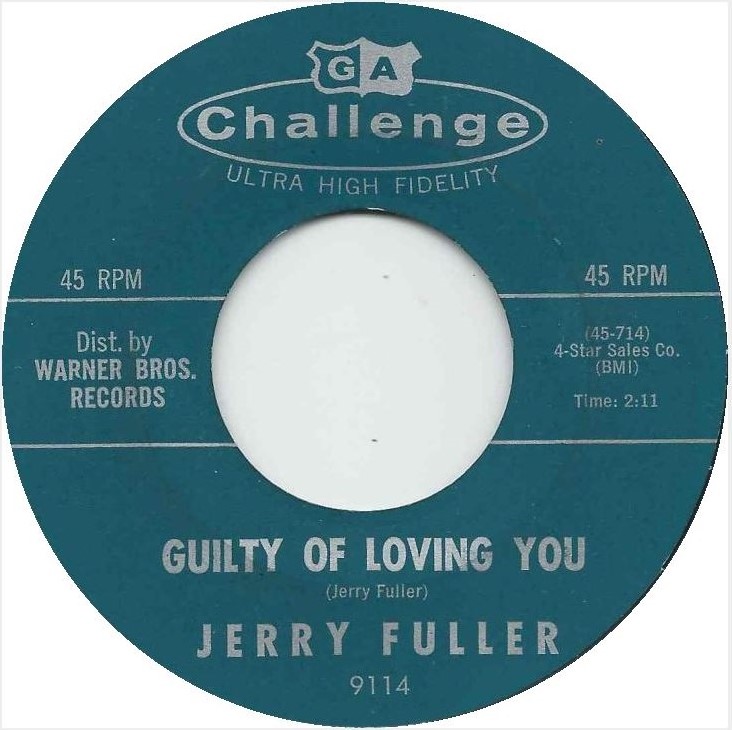 GA
Challenge
ULTRA HIGH FIDELITY
45 RPM
45 RPM
Dist. by
WARNER BROS.
RECORDS
(45-714)
4-Star Sales Co.
(BMI)
Time: 2:11
GUILTY OF LOVING YOU
(Jerry Fuller)
JERRY FULLER
9114